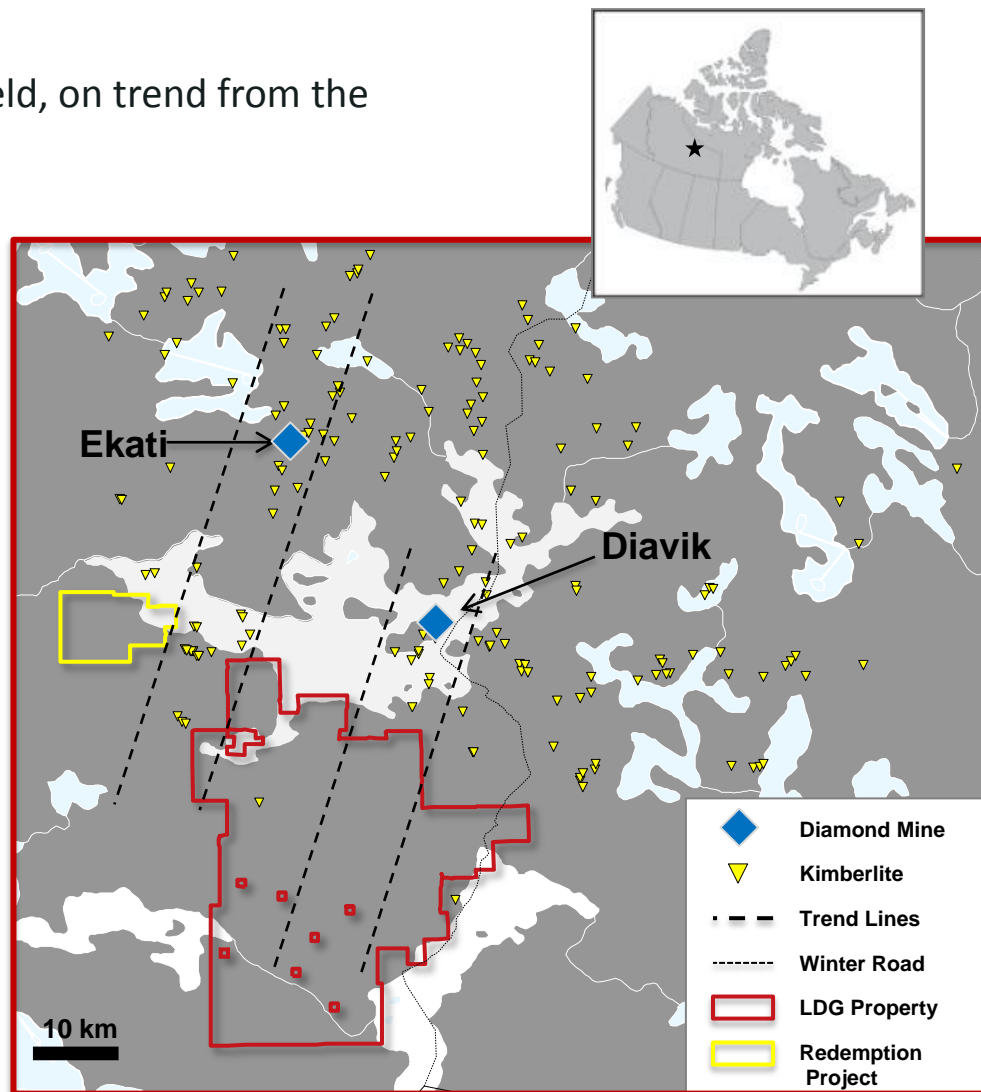 eld, on trend from the
Ekati
Diavik
Diamond Mine
Kimberlite
Trend Lines
Winter Road
LDG Property
Redemption
Project
10 km